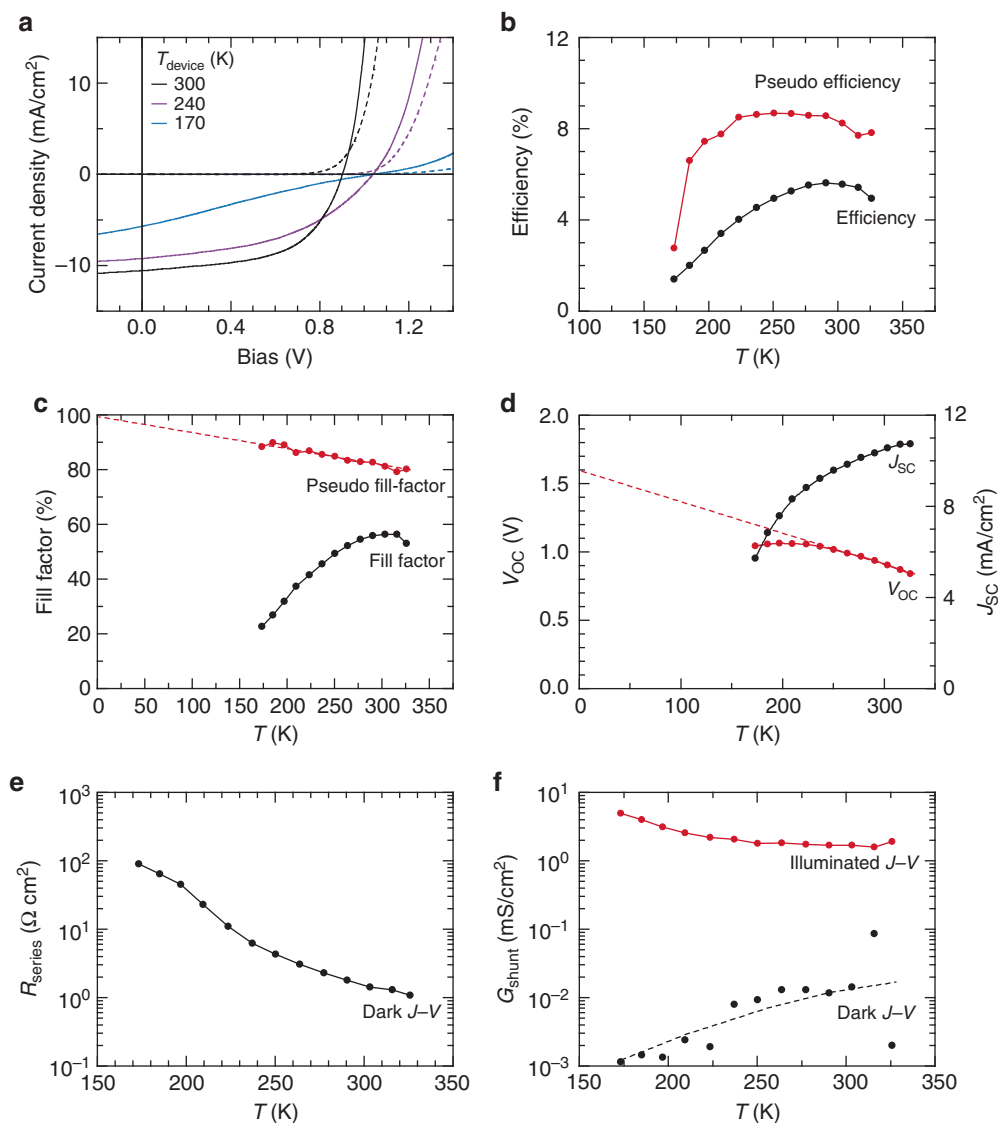 a
T_device (K)
300
240
170
10
0
−10
0.0 0.4 0.8 1.2
Current density (mA/cm²)
Bias (V)
b
12
8
4
0
100 150 200 250 300 350
Efficiency (%)
Pseudo efficiency
Efficiency
T (K)
c
100
80
60
40
20
0
0 50 100 150 200 250 300 350
Fill factor (%)
Pseudo fill-factor
Fill factor
T (K)
d
2.0
1.5
1.0
0.5
0.0
0 100 200 300
12
8
4
0
V_OC (V)
J_SC (mA/cm²)
J_SC
V_OC
T (K)
e
10³
10²
10¹
10⁰
10⁻¹
150 200 250 300 350
R_series (Ω cm²)
Dark J–V
T (K)
f
10¹
10⁰
10⁻¹
10⁻²
10⁻³
150 200 250 300 350
G_shunt (mS/cm²)
Illuminated J–V
Dark J–V
T (K)